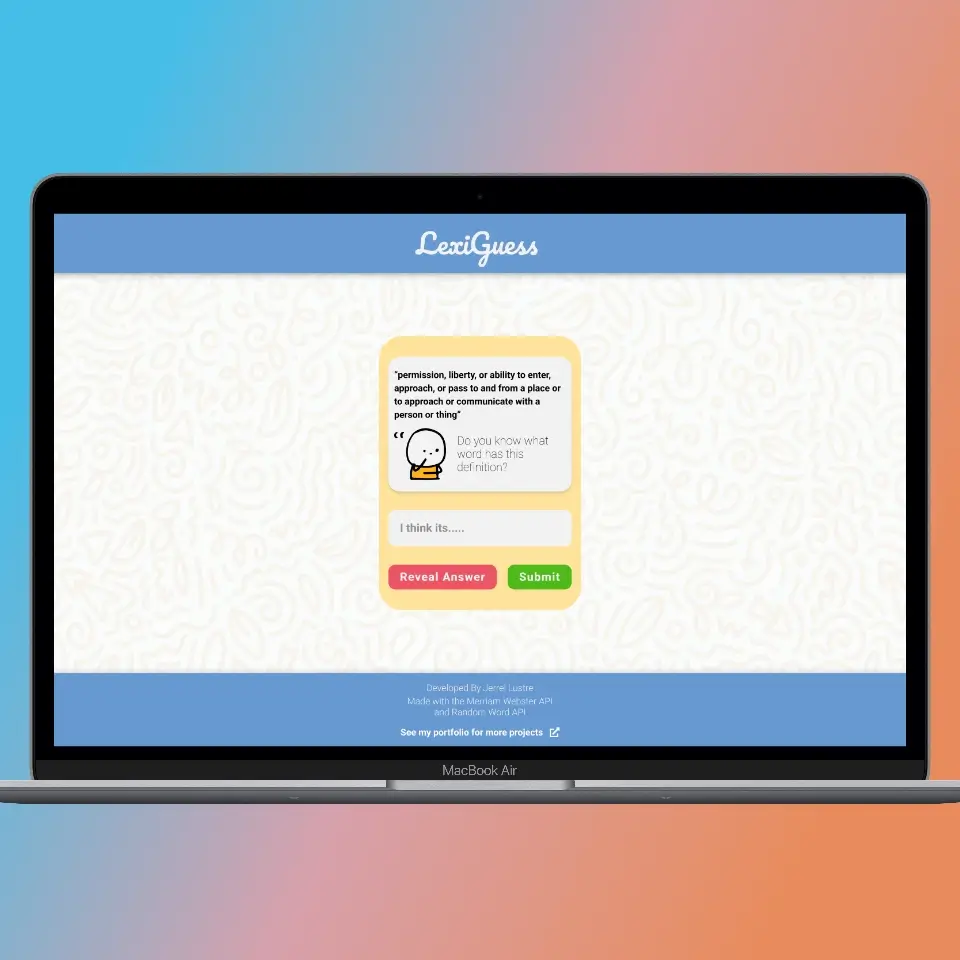 LexiGuess
"permission, liberty, or ability to enter,
approach, or pass to and from a place or
to approach or communicate with a
person or thing"
Do you know what
word has this
definition?
I think its.....
Reveal Answer
Submit
Developed By Jerrel Lustre
Made with the Merriam Webster API
and Random Word API
See my portfolio for more projects
MacBook Air